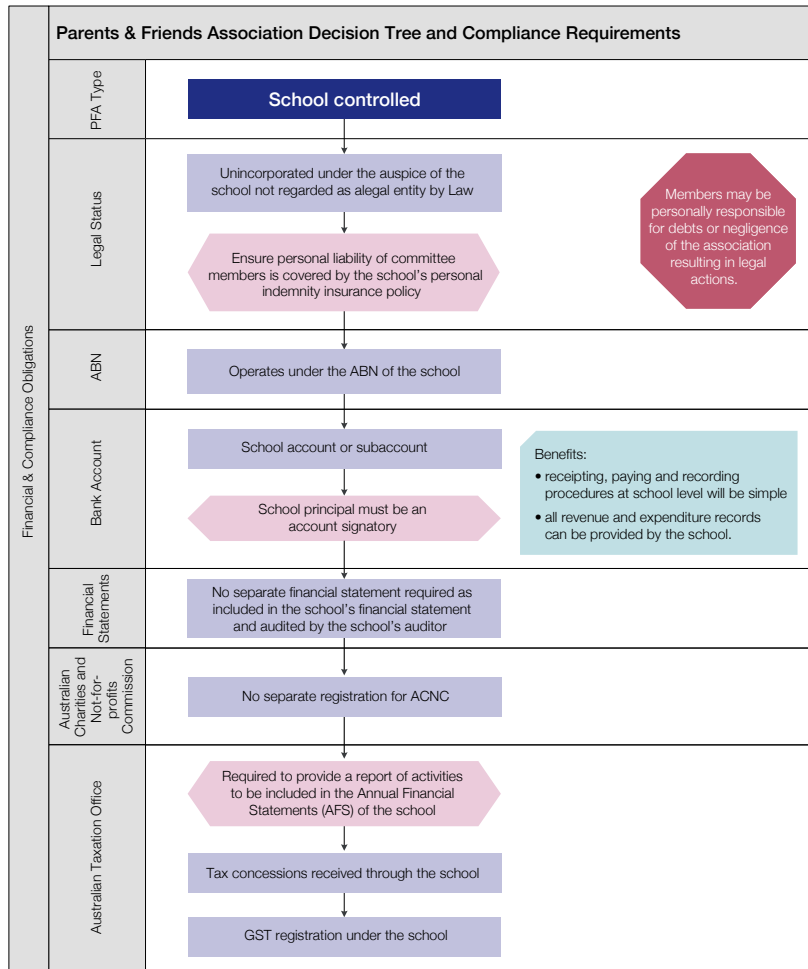 Parents & Friends Association Decision Tree and Compliance Requirements
Financial & Compliance Obligations
PFA Type
School controlled
Legal Status
Unincorporated under the auspice of the
school not regarded as alegal entity by Law
Ensure personal liability of committee
members is covered by the school's personal
indemnity insurance policy
Members may be
personally responsible
for debts or negligence
of the association
resulting in legal
actions.
ABN
Operates under the ABN of the school
Bank Account
School account or subaccount
School principal must be an
account signatory
Benefits:
• receipting, paying and recording
procedures at school level will be simple
• all revenue and expenditure records
can be provided by the school.
Financial
Statements
No separate financial statement required as
included in the school's financial statement
and audited by the school's auditor
Australian
Charities and
Not-for-
profits
Commission
No separate registration for ACNC
Australian Taxation Office
Required to provide a report of activities
to be included in the Annual Financial
Statements (AFS) of the school
Tax concessions received through the school
GST registration under the school